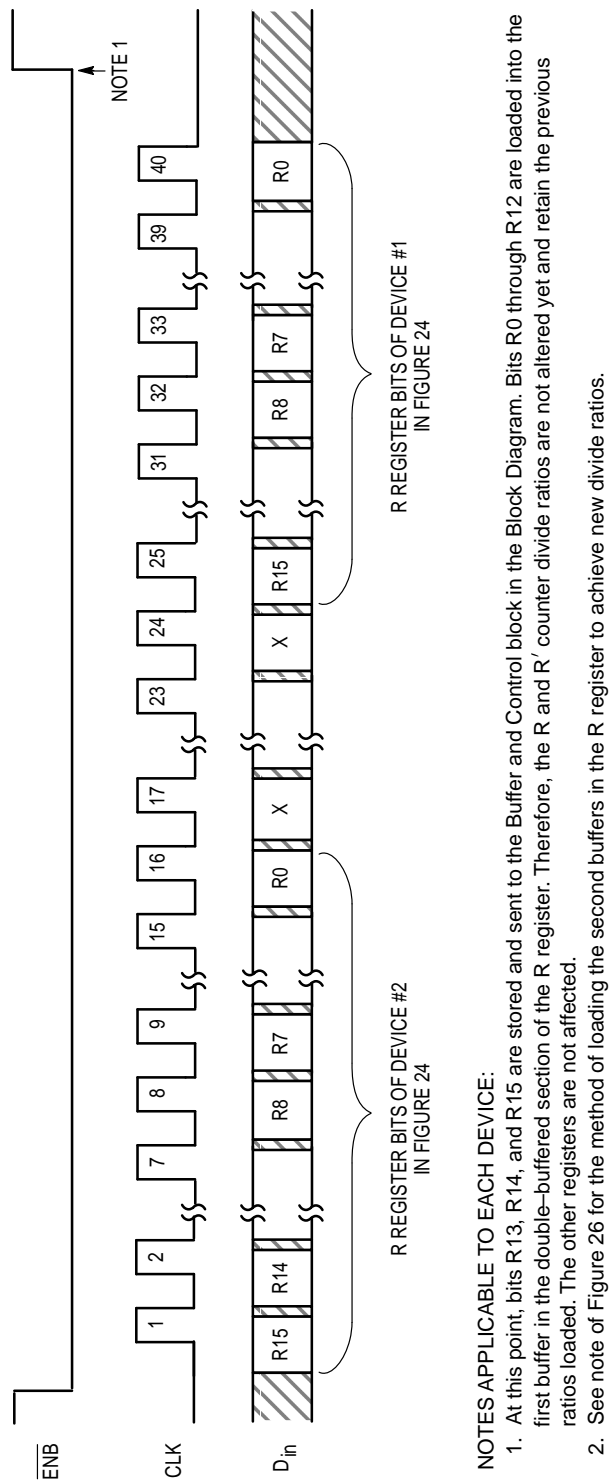 ENB
NOTE 1
CLK
1 2 7 8 9 15 16 17 23 24 25 31 32 33 39 40
Din
R15 R14 R8 R7 R0 X X R15 R8 R7 R0
R REGISTER BITS OF DEVICE #2
IN FIGURE 24
R REGISTER BITS OF DEVICE #1
IN FIGURE 24
NOTES APPLICABLE TO EACH DEVICE:
1. At this point, bits R13, R14, and R15 are stored and sent to the Buffer and Control block in the Block Diagram. Bits R0 through R12 are loaded into the
first buffer in the double–buffered section of the R register. Therefore, the R and R′ counter divide ratios are not altered yet and retain the previous
ratios loaded. The other registers are not affected.
2. See note of Figure 26 for the method of loading the second buffers in the R register to achieve new divide ratios.